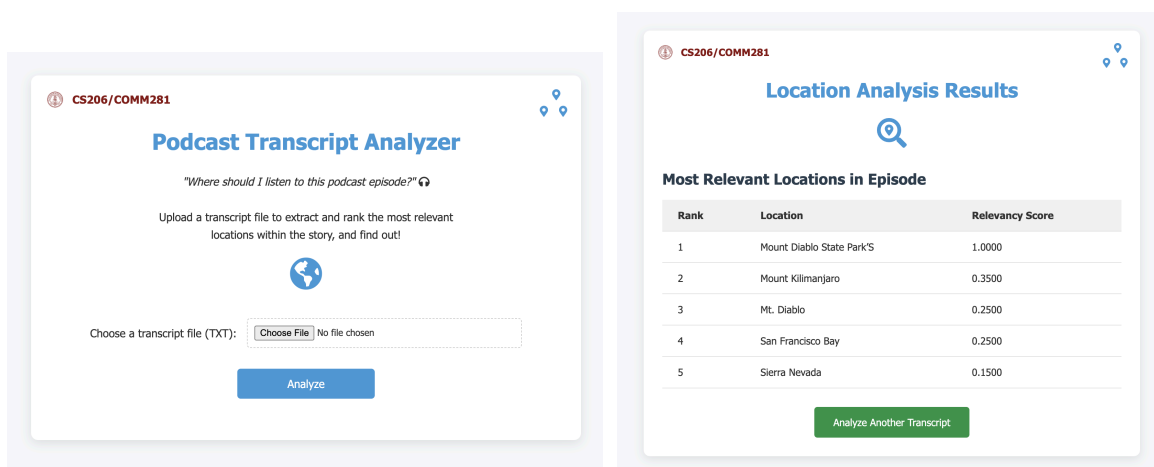 CS206/COMM281
Podcast Transcript Analyzer
"Where should I listen to this podcast episode?"
Upload a transcript file to extract and rank the most relevant
locations within the story, and find out!
Choose a transcript file (TXT): Choose File No file chosen
Analyze
CS206/COMM281
Location Analysis Results
Most Relevant Locations in Episode
Rank Location Relevancy Score
1 Mount Diablo State Park'S 1.0000
2 Mount Kilimanjaro 0.3500
3 Mt. Diablo 0.2500
4 San Francisco Bay 0.2500
5 Sierra Nevada 0.1500
Analyze Another Transcript